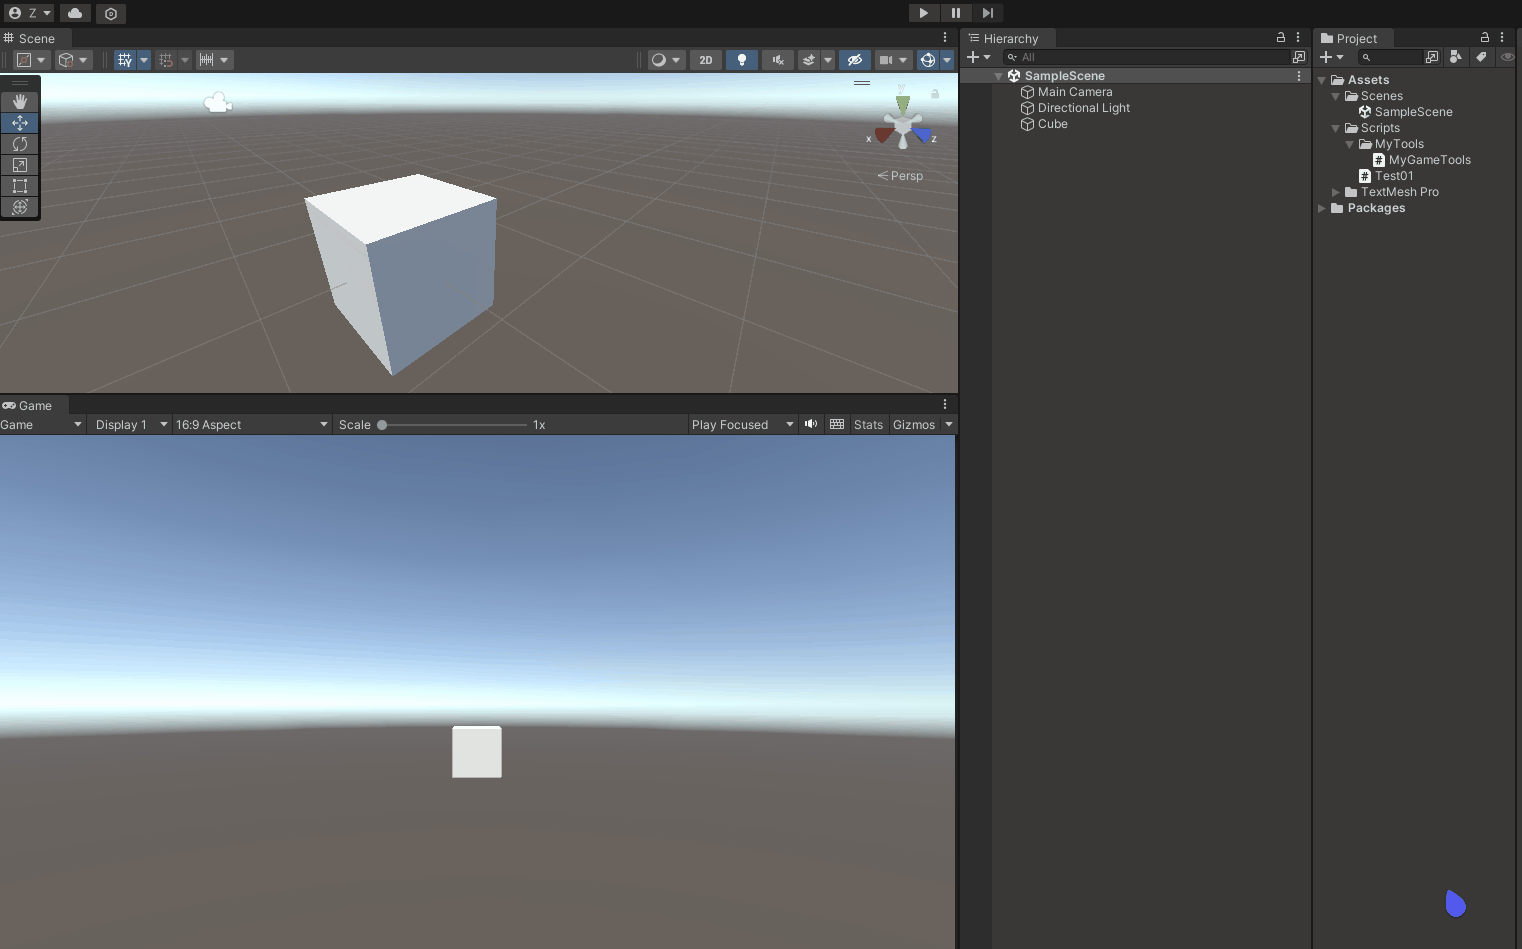 Z
Scene
2D
y
x
z
Persp
Game
Game
Display 1
16:9 Aspect
Scale
1x
Play Focused
Stats
Gizmos
Hierarchy
All
SampleScene
Main Camera
Directional Light
Cube
Project
Assets
Scenes
SampleScene
Scripts
MyTools
# MyGameTools
# Test01
TextMesh Pro
Packages